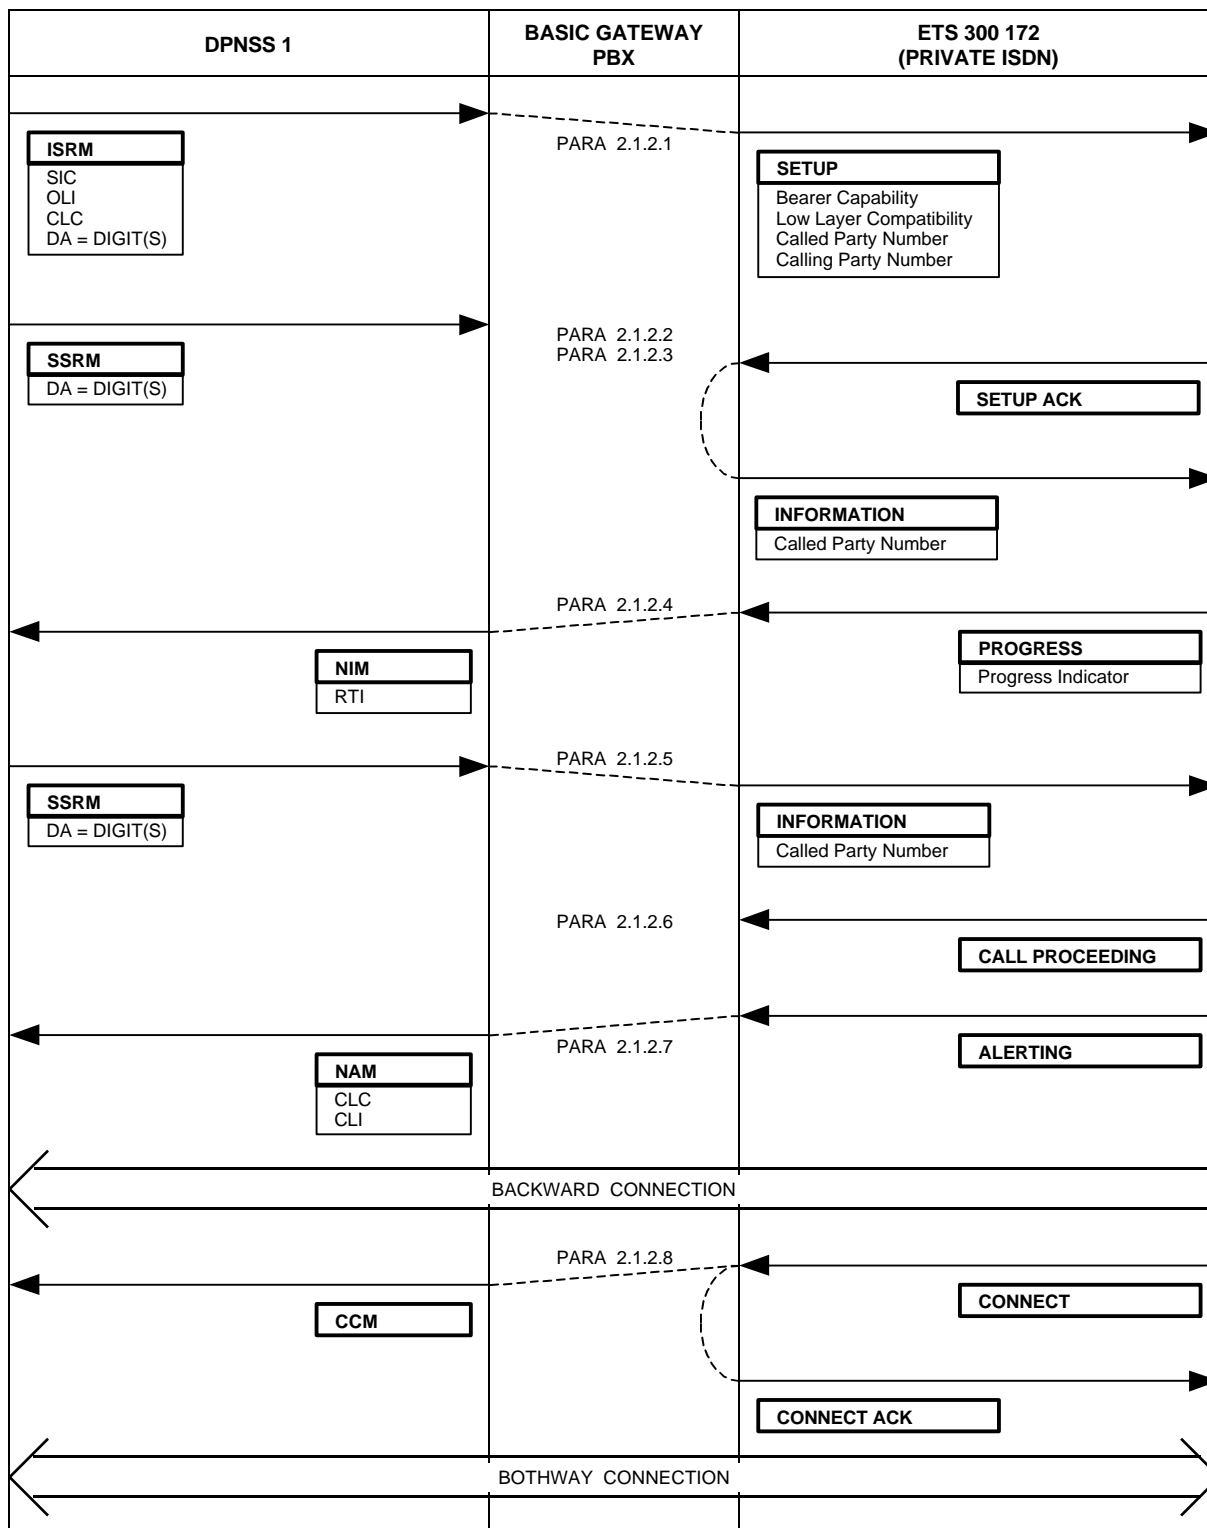 DPNSS 1
BASIC GATEWAY
PBX
ETS 300 172
(PRIVATE ISDN)
PARA 2.1.2.1
ISRM
SIC
OLI
CLC
DA = DIGIT(S)
SETUP
Bearer Capability
Low Layer Compatibility
Called Party Number
Calling Party Number
PARA 2.1.2.2
PARA 2.1.2.3
SSRM
DA = DIGIT(S)
SETUP ACK
INFORMATION
Called Party Number
PARA 2.1.2.4
NIM
RTI
PROGRESS
Progress Indicator
PARA 2.1.2.5
SSRM
DA = DIGIT(S)
INFORMATION
Called Party Number
PARA 2.1.2.6
CALL PROCEEDING
PARA 2.1.2.7
NAM
CLC
CLI
ALERTING
BACKWARD CONNECTION
PARA 2.1.2.8
CCM
CONNECT
CONNECT ACK
BOTHWAY CONNECTION